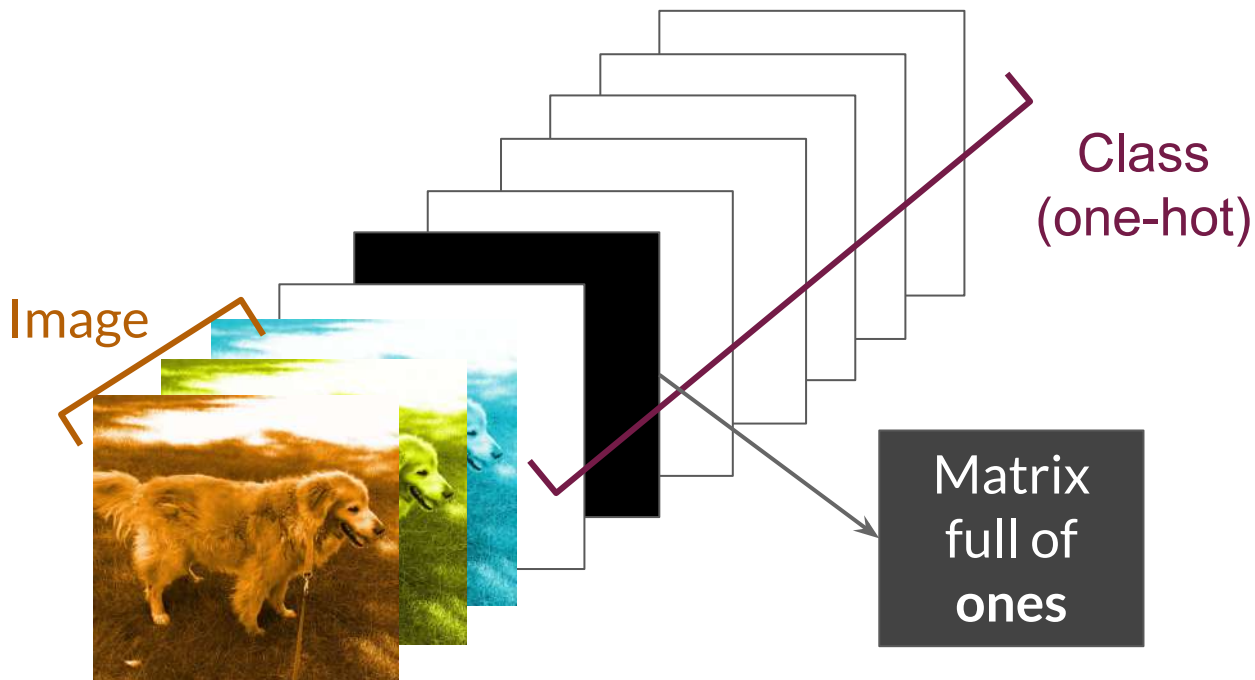 Class
(one-hot)
Image
Matrix
full of
ones